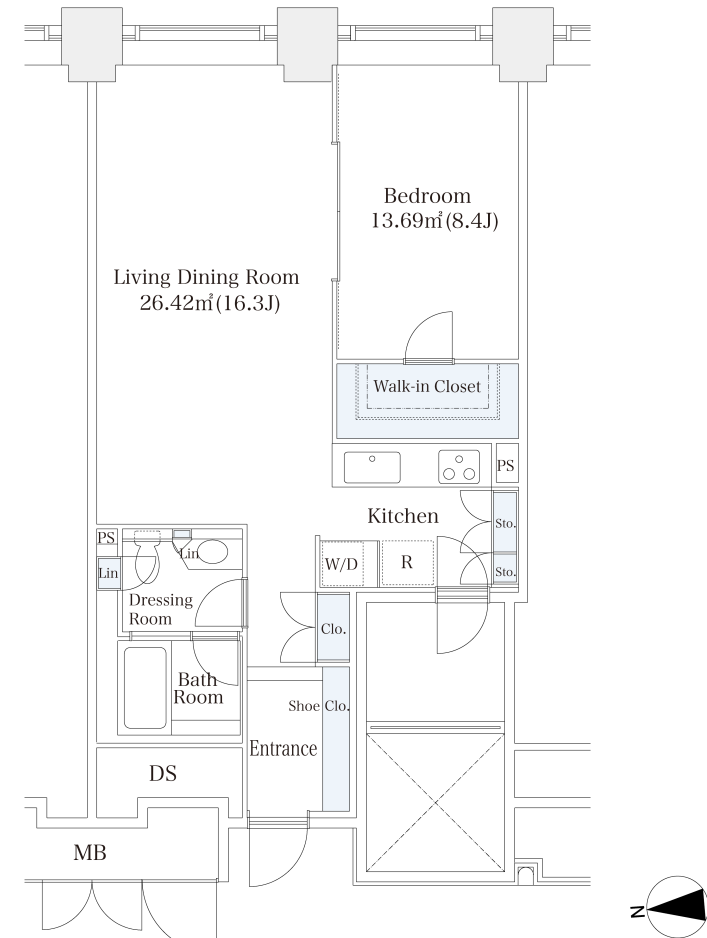 Bedroom
13.69㎡(8.4J)
Living Dining Room
26.42㎡(16.3J)
Walk-in Closet
PS
Kitchen
Sto.
PS
Lin
W/D
R
Lin
Sto.
Dressing
Room
Clo.
Bath
Room
Shoe Clo.
Entrance
DS
MB
N